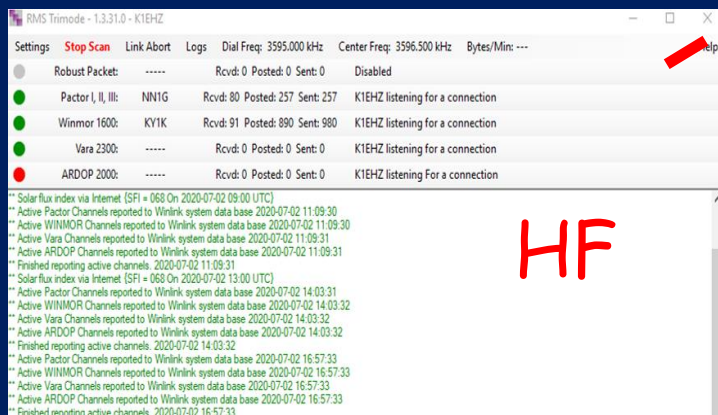 RMS Trimode - 1.3.31.0 - K1EHZ
Settings Stop Scan Link Abort Logs Dial Freq: 3595.000 kHz Center Freq: 3596.500 kHz Bytes/Min: --- elp
Robust Packet: ----- Rcvd: 0 Posted: 0 Sent: 0 Disabled
Pactor I, II, III: NN1G Rcvd: 80 Posted: 257 Sent: 257 K1EHZ listening for a connection
Winmor 1600: KY1K Rcvd: 91 Posted: 890 Sent: 980 K1EHZ listening for a connection
Vara 2300: ----- Rcvd: 0 Posted: 0 Sent: 0 K1EHZ listening for a connection
ARDOP 2000: ----- Rcvd: 0 Posted: 0 Sent: 0 K1EHZ listening For a connection
** Solar flux index via Internet {SFI = 068 On 2020-07-02 09:00 UTC}
** Active Pactor Channels reported to Winlink system data base 2020-07-02 11:09:30
** Active WINMOR Channels reported to Winlink system data base 2020-07-02 11:09:30
** Active Vara Channels reported to Winlink system data base 2020-07-02 11:09:31
** Active ARDOP Channels reported to Winlink system data base 2020-07-02 11:09:31
** Finished reporting active channels. 2020-07-02 11:09:31
** Solar flux index via Internet {SFI = 068 On 2020-07-02 13:00 UTC}
** Active Pactor Channels reported to Winlink system data base 2020-07-02 14:03:31
** Active WINMOR Channels reported to Winlink system data base 2020-07-02 14:03:32
** Active Vara Channels reported to Winlink system data base 2020-07-02 14:03:32
** Active ARDOP Channels reported to Winlink system data base 2020-07-02 14:03:32
** Finished reporting active channels. 2020-07-02 14:03:32
** Active Pactor Channels reported to Winlink system data base 2020-07-02 16:57:33
** Active WINMOR Channels reported to Winlink system data base 2020-07-02 16:57:33
** Active Vara Channels reported to Winlink system data base 2020-07-02 16:57:33
** Active ARDOP Channels reported to Winlink system data base 2020-07-02 16:57:33
** Finished reporting active channels. 2020-07-02 16:57:33
HF